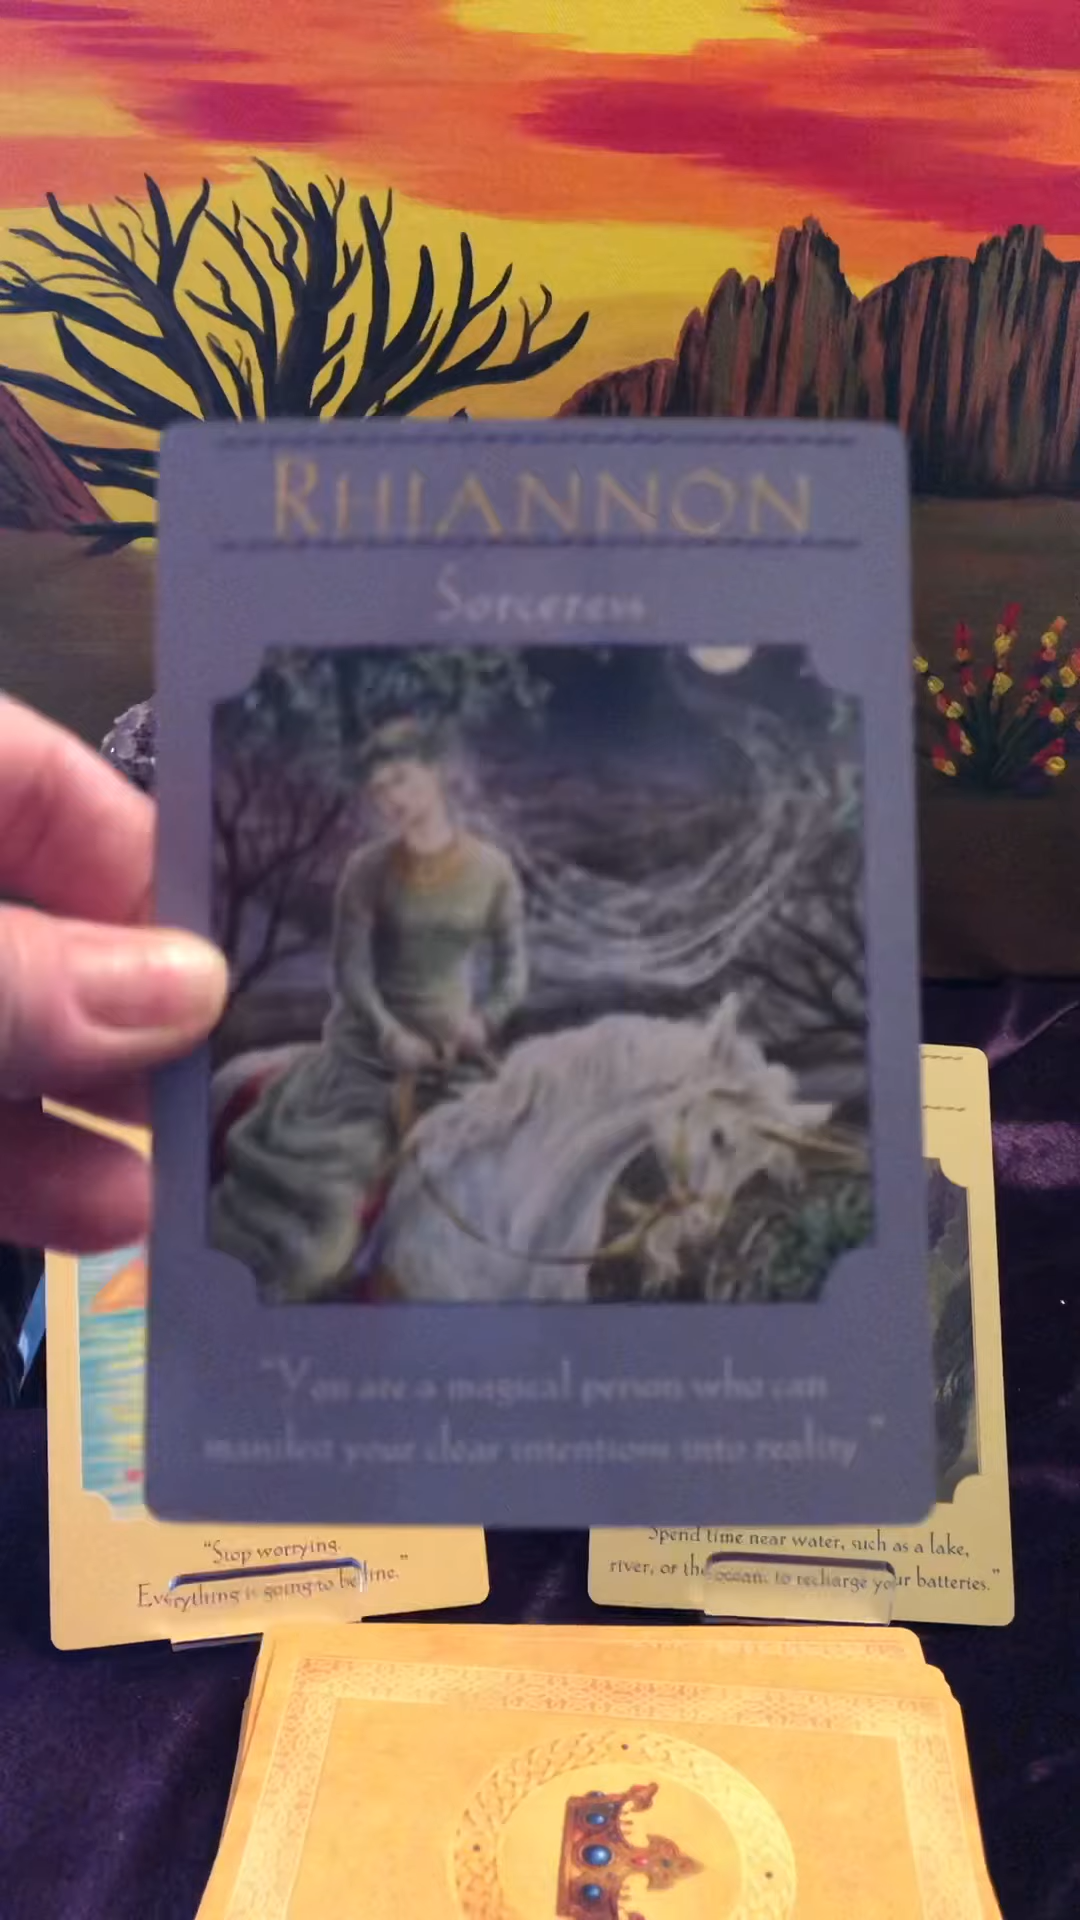 RHIANNON
Sorceress
"You are a magical person who can
manifest your clear intentions into reality."
"Stop worrying.
Everything is going to be fine."
Spend time near water, such as a lake,
river, or the ocean: to recharge your batteries."